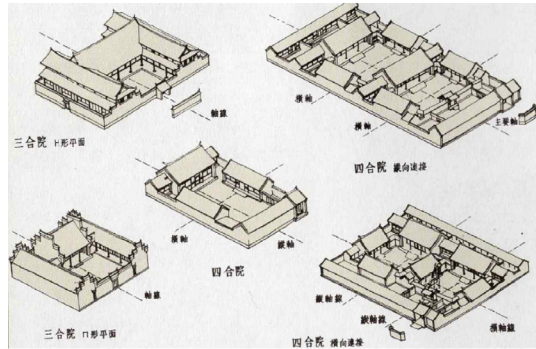 軸線
三合院 H形平面
橫軸
橫軸
主要軸
四合院 縱向連接
橫軸
縱軸
四合院
軸線
三合院 ㄇ形平面
縱軸線
縱軸線
橫軸線
四合院 橫向連接